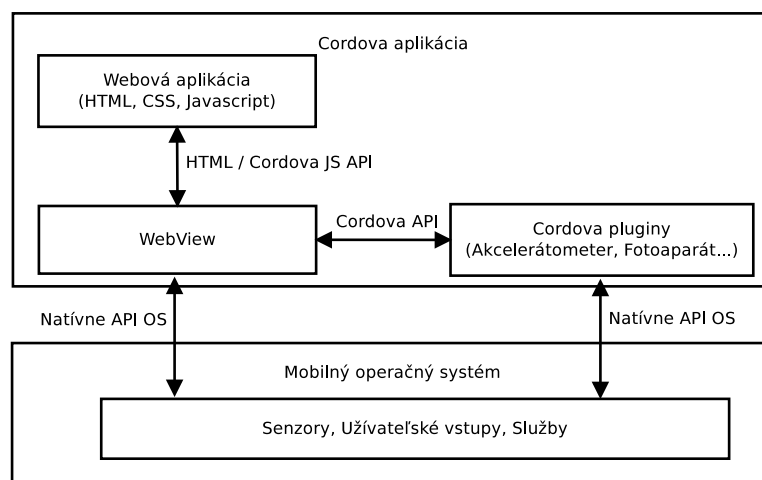 Cordova aplikácia
Webová aplikácia
(HTML, CSS, Javascript)
HTML / Cordova JS API
WebView
Cordova API
Cordova pluginy
(Akcelerátometer, Fotoaparát...)
Natívne API OS
Natívne API OS
Mobilný operačný systém
Senzory, Užívateľské vstupy, Služby